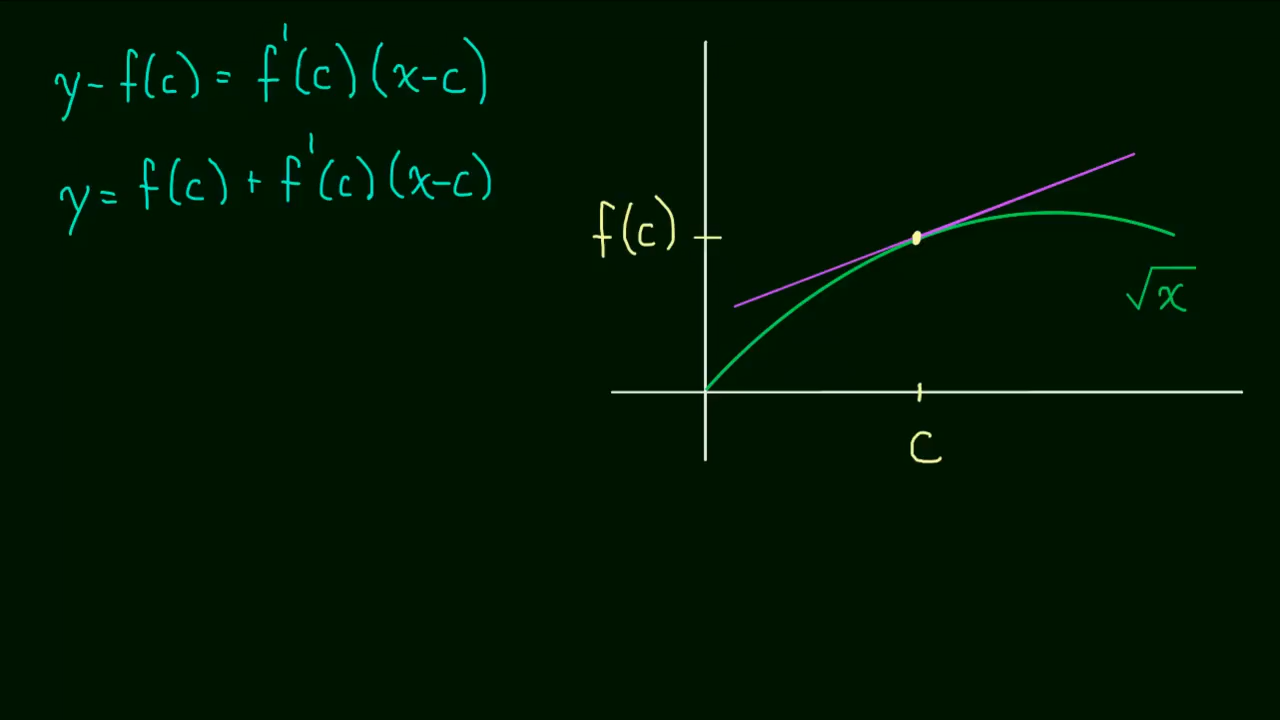 y - f(c) = f'(c)(x-c)
y = f(c) + f'(c)(x-c)
f(c)
√x
c